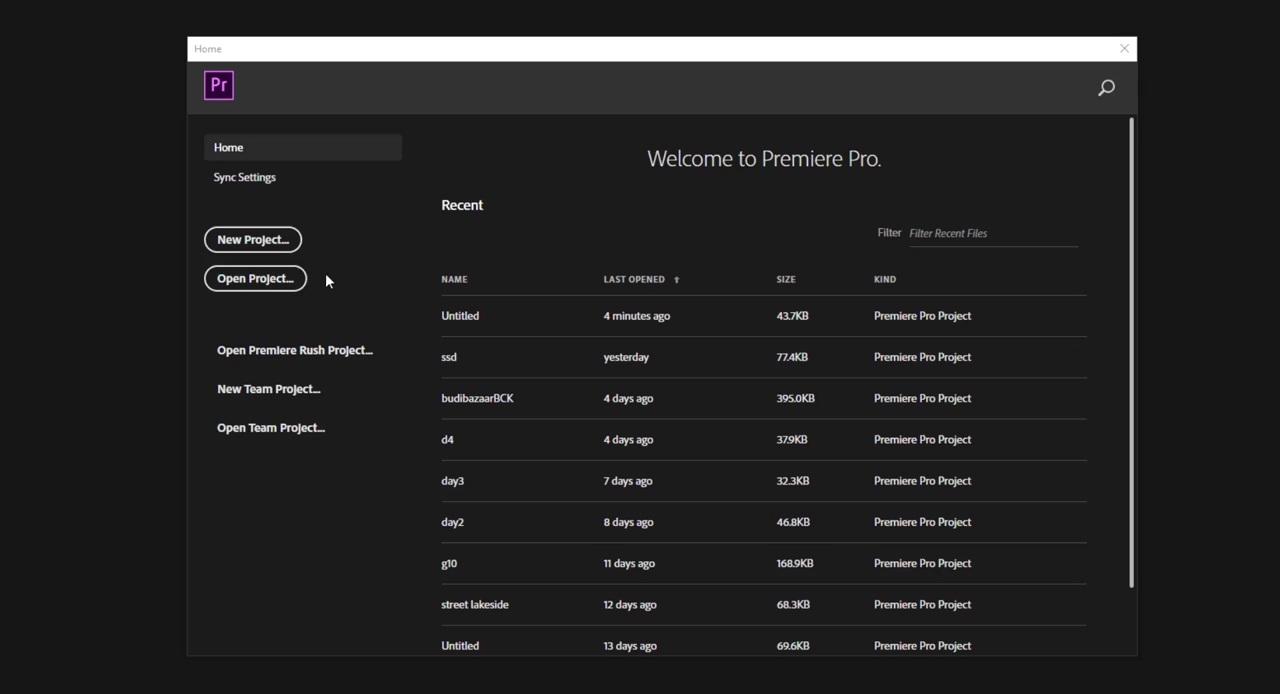 Home
Pr
Home
Sync Settings
New Project...
Open Project...
Open Premiere Rush Project...
New Team Project...
Open Team Project...
Welcome to Premiere Pro.
Recent
Filter Filter Recent Files
NAME LAST OPENED ↑ SIZE KIND
Untitled 4 minutes ago 43.7KB Premiere Pro Project
ssd yesterday 77.4KB Premiere Pro Project
budibazaarBCK 4 days ago 395.0KB Premiere Pro Project
d4 4 days ago 37.9KB Premiere Pro Project
day3 7 days ago 32.3KB Premiere Pro Project
day2 8 days ago 46.8KB Premiere Pro Project
g10 11 days ago 168.9KB Premiere Pro Project
street lakeside 12 days ago 68.3KB Premiere Pro Project
Untitled 13 days ago 69.6KB Premiere Pro Project